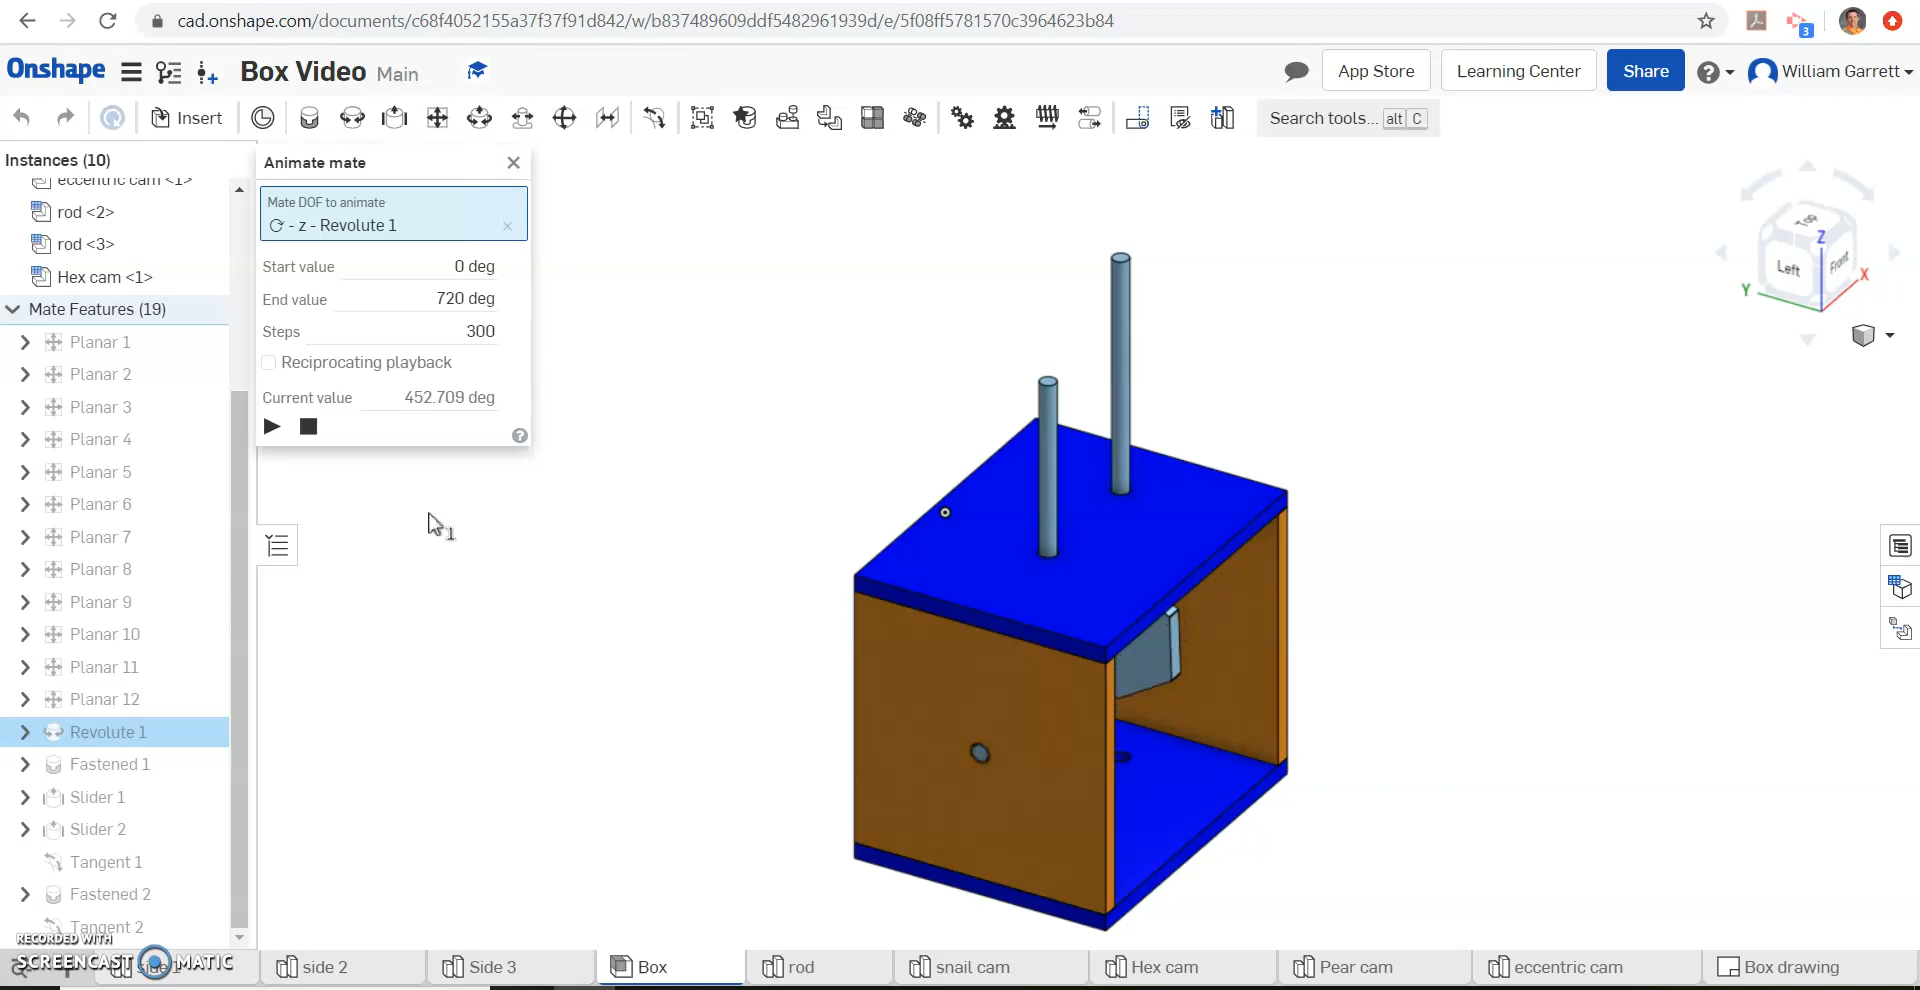 cad.onshape.com/documents/c68f4052155a37f37f91d842/w/b837489609ddf5482961939d/e/5f08ff5781570c3964623b84
3
Onshape
Box Video Main
App Store
Learning Center
Share
William Garrett
Insert
Search tools... alt C
Instances (10)
eccentric cam <1>
rod <2>
rod <3>
Hex cam <1>
Mate Features (19)
Planar 1
Planar 2
Planar 3
Planar 4
Planar 5
Planar 6
Planar 7
Planar 8
Planar 9
Planar 10
Planar 11
Planar 12
Revolute 1
Fastened 1
Slider 1
Slider 2
Tangent 1
Fastened 2
Tangent 2
Animate mate
Mate DOF to animate
- z - Revolute 1
Start value 0 deg
End value 720 deg
Steps 300
Reciprocating playback
Current value 452.709 deg
1
Top
Z
Left
Front
X
Y
RECORDED WITH
SCREENCAST MATIC
side 2
Side 3
Box
rod
snail cam
Hex cam
Pear cam
eccentric cam
Box drawing